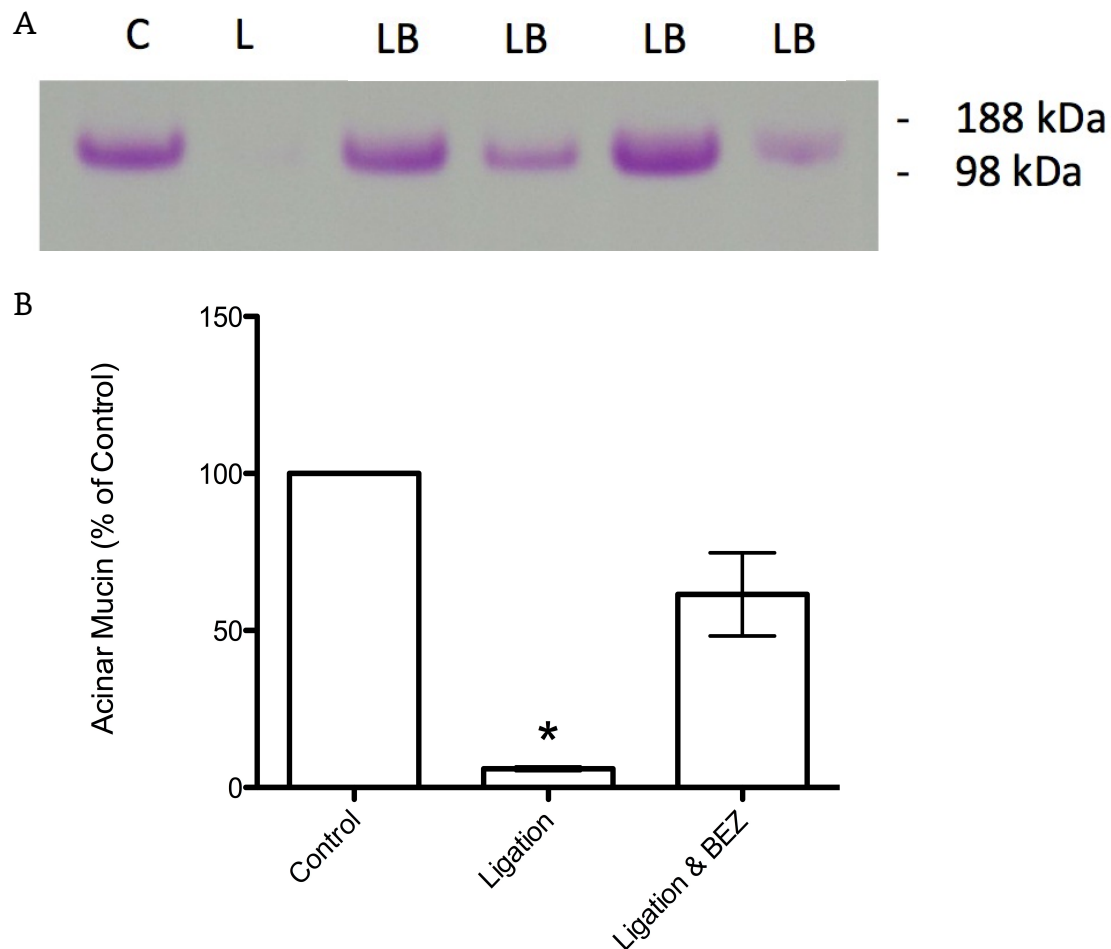 A
C L LB LB LB LB
- 188 kDa
- 98 kDa
B
150
100
50
0
Acinar Mucin (% of Control)
*
Control
Ligation
Ligation & BEZ